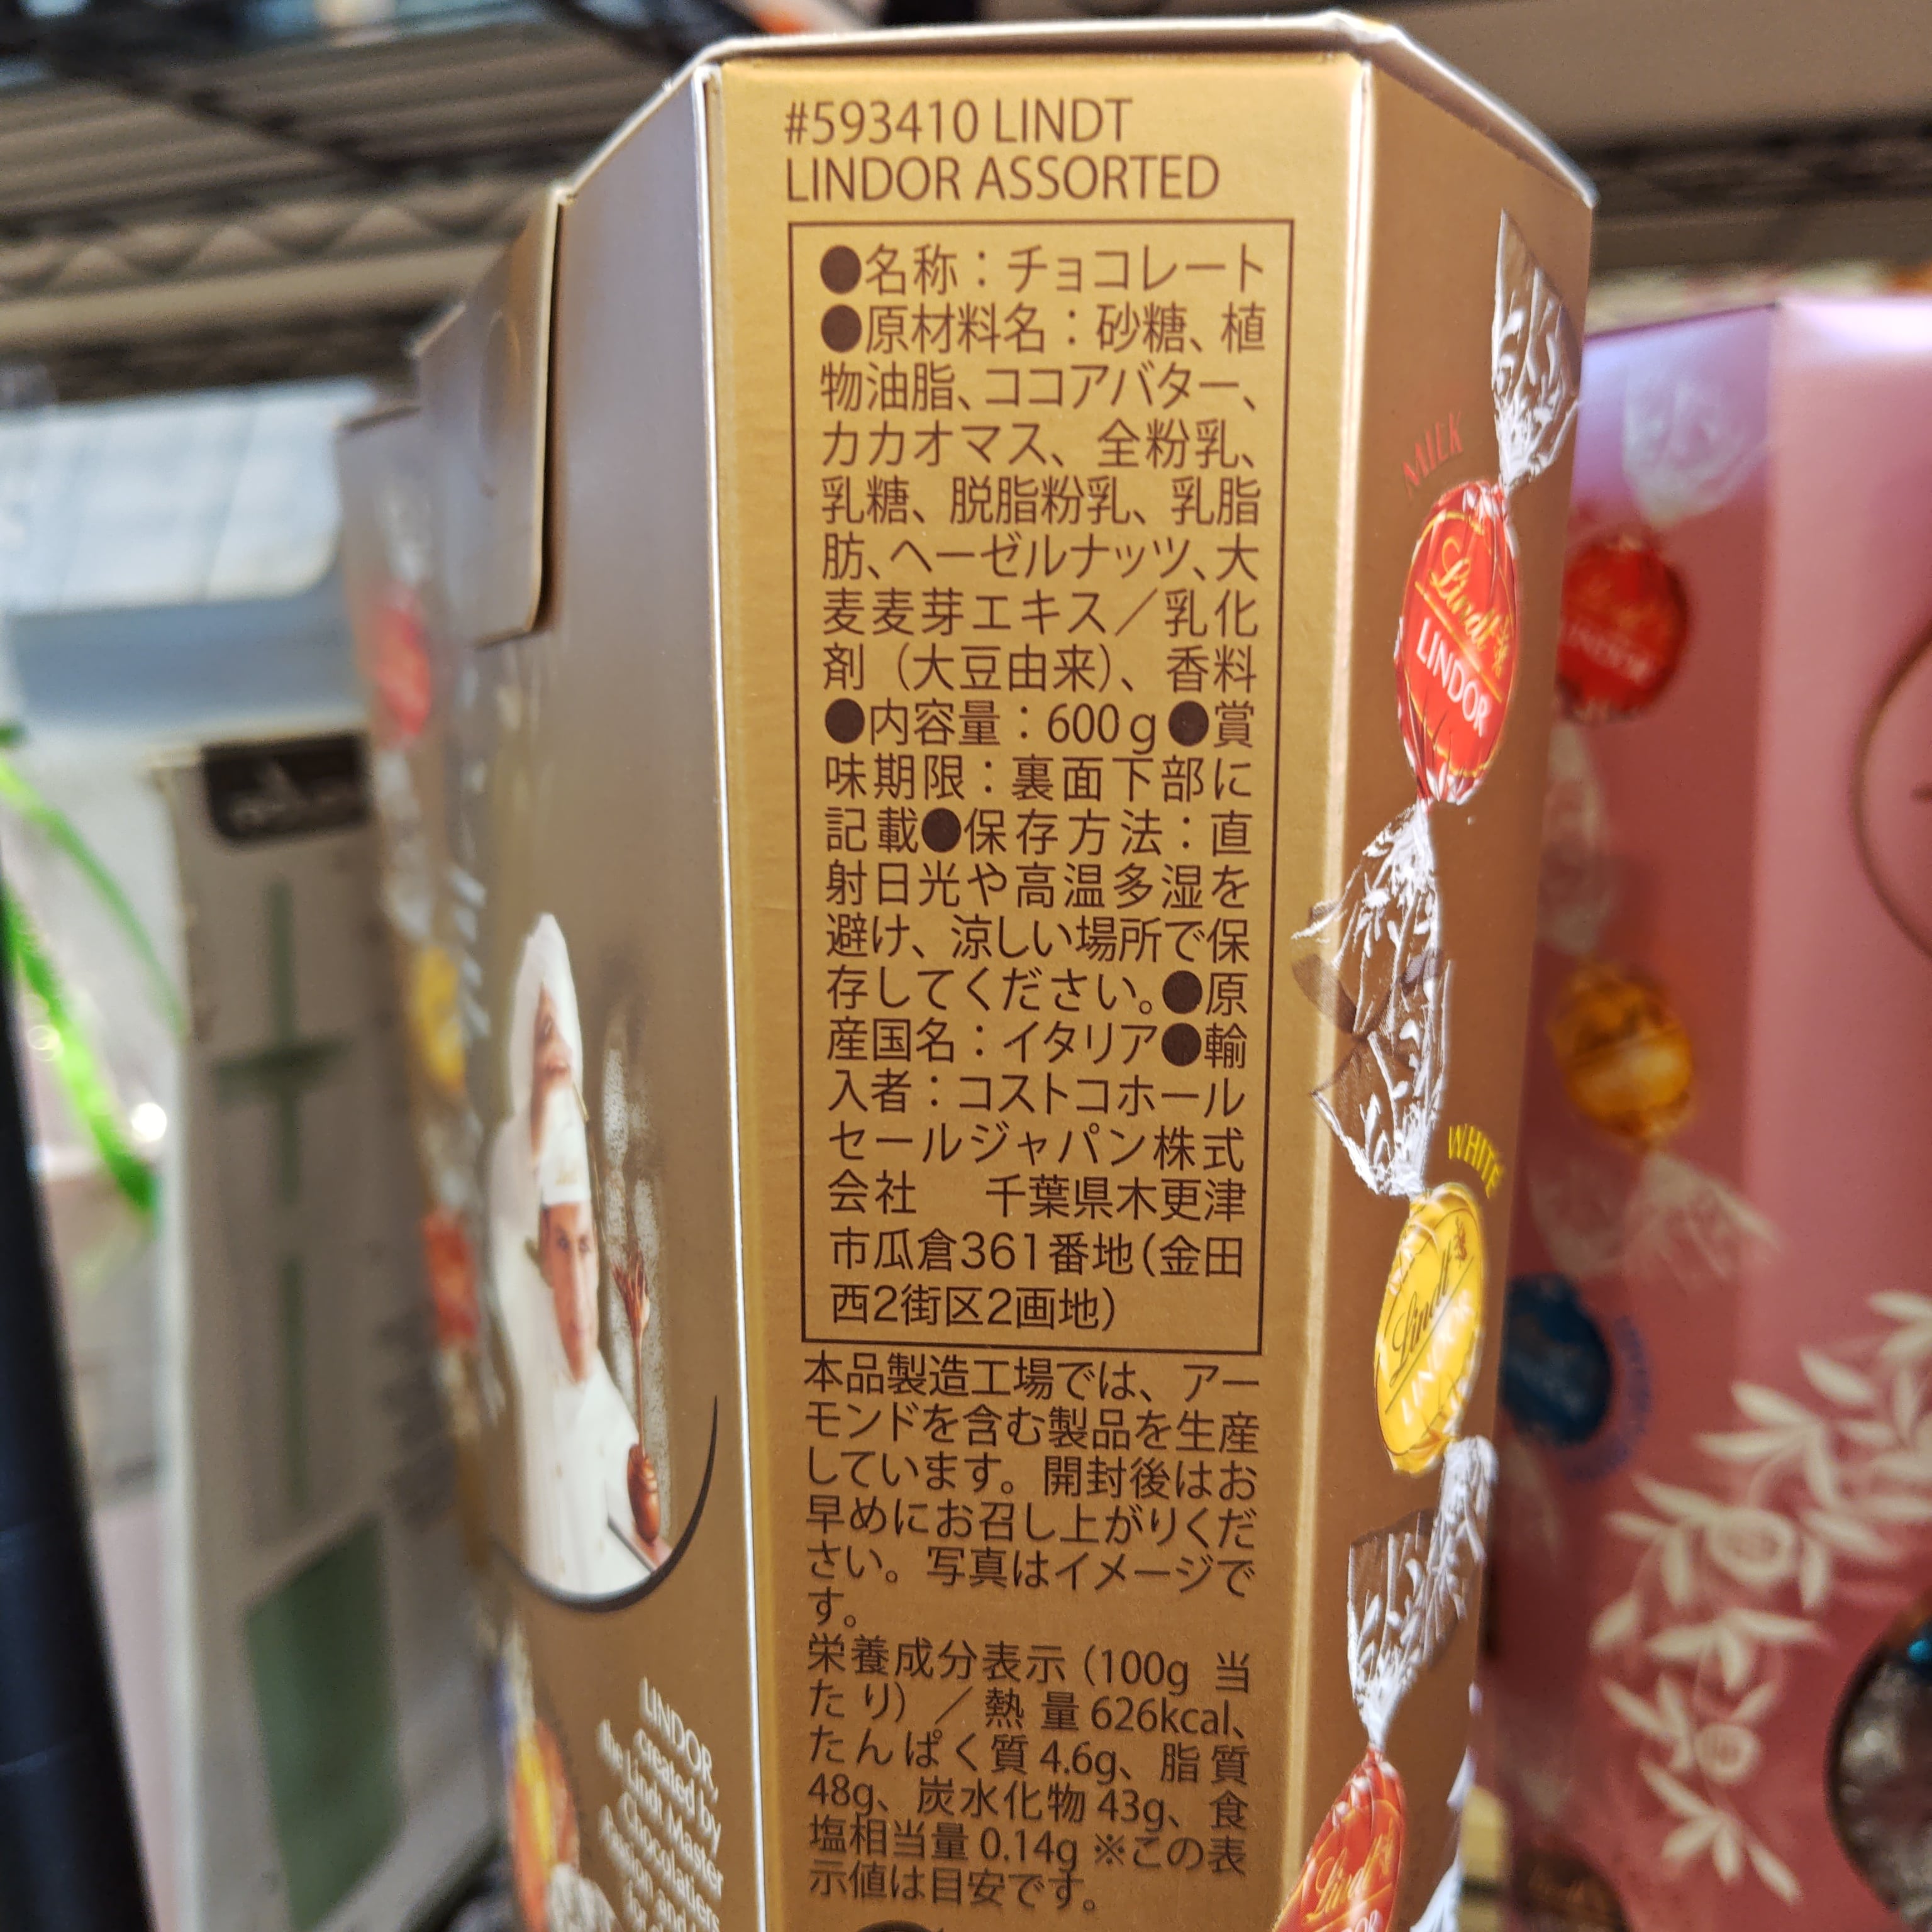 #593410 LINDT
LINDOR ASSORTED
●名称：チョコレート
●原材料名：砂糖、植
物油脂、ココアバター、
カカオマス、全粉乳、
乳糖、脱脂粉乳、乳脂
肪、ヘーゼルナッツ、大
麦麦芽エキス／乳化
剤（大豆由来）、香料
●内容量：600g●賞
味期限：裏面下部に
記載●保存方法：直
射日光や高温多湿を
避け、涼しい場所で保
存してください。●原
産国名：イタリア●輸
入者：コストコホール
セールジャパン株式
会社　千葉県木更津
市瓜倉361番地(金田
西2街区2画地)
本品製造工場では、アー
モンドを含む製品を生産
しています。開封後はお
早めにお召し上がりくだ
さい。写真はイメージで
す。
栄養成分表示（100g 当
たり）／熱量626kcal、
たんぱく質4.6g、脂質
48g、炭水化物43g、食
塩相当量0.14g※この表
示値は目安です。
MILK
Lindt
LINDOR
WHITE
Lindt
LINDOR
Lindt
LINDOR,
created by
the Lindt Master
Chocolatiers
Passion and